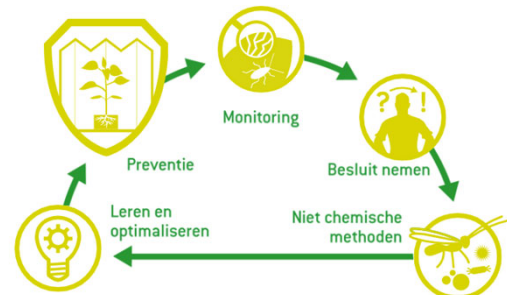 Monitoring
Preventie
Besluit nemen
Leren en
optimaliseren
Niet chemische
methoden
? !